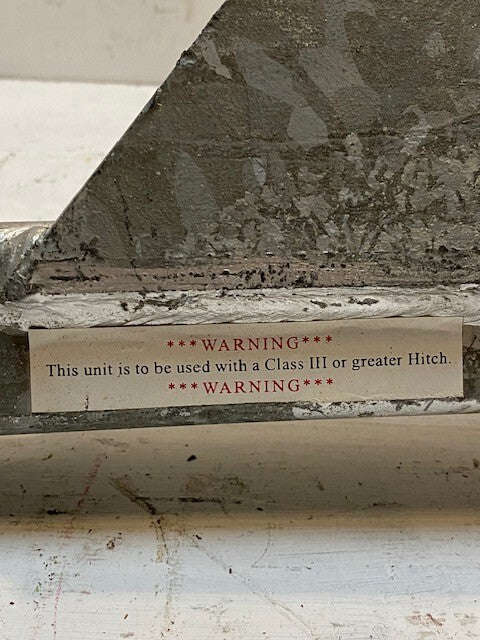 ***WARNING***
This unit is to be used with a Class III or greater Hitch.
***WARNING***